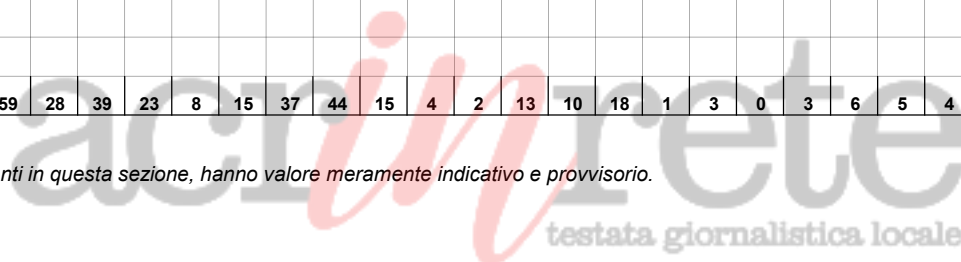 59 28 39 23 8 15 37 44 15 4 2 13 10 18 1 3 0 3 6 5 4
acrinrete
nti in questa sezione, hanno valore meramente indicativo e provvisorio.
testata giornalistica locale